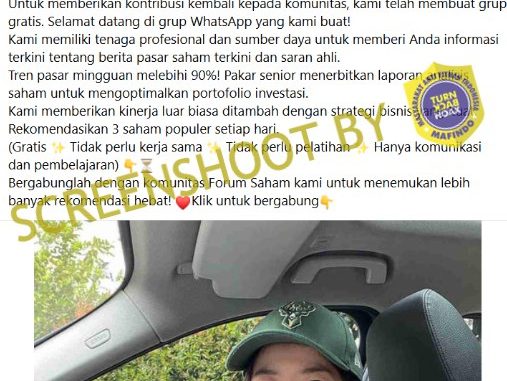 Untuk memberikan kontribusi kembali kepada komunitas, kami telah membuat grup
gratis. Selamat datang di grup WhatsApp yang kami buat!
Kami memiliki tenaga profesional dan sumber daya untuk memberi Anda informasi
terkini tentang berita pasar saham terkini dan saran ahli.
Tren pasar mingguan melebihi 90%! Pakar senior menerbitkan laporan
saham untuk mengoptimalkan portofolio investasi.
Kami memberikan kinerja luar biasa ditambah dengan strategi bisnis
Rekomendasikan 3 saham populer setiap hari.
(Gratis ✨ Tidak perlu kerja sama ✨ Tidak perlu pelatihan ✨ Hanya komunikasi
dan pembelajaran) 👇⏳
Bergabunglah dengan komunitas Forum Saham kami untuk menemukan lebih
banyak rekomendasi hebat! ❤️Klik untuk bergabung👇
SCREENSHOOT BY
MASYARAKAT ANTI FITNAH INDONESIA
TURN
BACK
HOAX
MAFINDO
AIRBAG